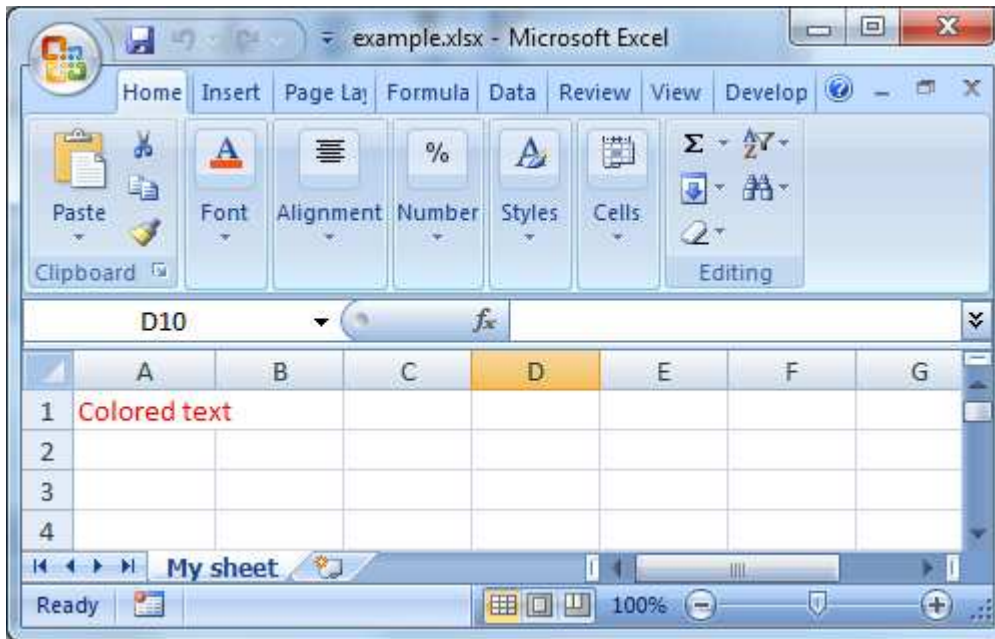 example.xlsx - Microsoft Excel
Home Insert Page Lay Formula Data Review View Develop
Paste Font Alignment Number Styles Cells
A
%
A
Σ
A
Z
Clipboard Editing
D10 fx
A B C D E F G
1 Colored text
2
3
4
My sheet
Ready 100%